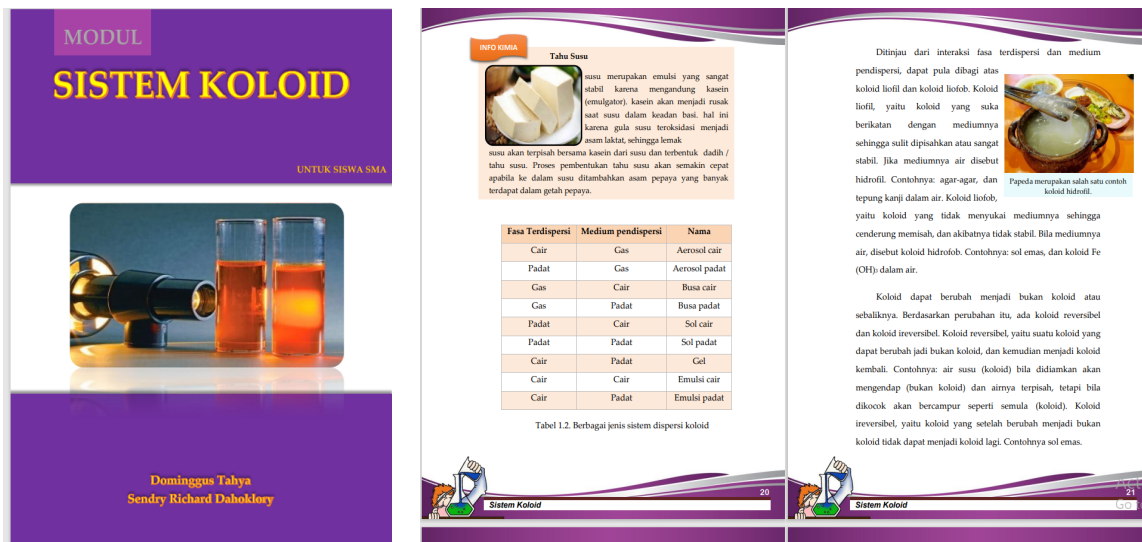 MODUL
SISTEM KOLOID
UNTUK SISWA SMA
Dominggus Tahya
Sendry Richard Dahoklory
INFO KIMIA
Tahu Susu
susu merupakan emulsi yang sangat
stabil karena mengandung kasein
(emulgator). kasein akan menjadi rusak
saat susu dalam keadan basi. hal ini
karena gula susu teroksidasi menjadi
asam laktat, sehingga lemak
susu akan terpisah bersama kasein dari susu dan terbentuk dadih /
tahu susu. Proses pembentukan tahu susu akan semakin cepat
apabila ke dalam susu ditambahkan asam pepaya yang banyak
terdapat dalam getah pepaya.
Fasa Terdispersi Medium pendispersi Nama
Cair Gas Aerosol cair
Padat Gas Aerosol padat
Gas Cair Busa cair
Gas Padat Busa padat
Padat Cair Sol cair
Padat Padat Sol padat
Cair Padat Gel
Cair Cair Emulsi cair
Cair Padat Emulsi padat
Tabel 1.2. Berbagai jenis sistem dispersi koloid
20
Sistem Koloid
Ditinjau dari interaksi fasa terdispersi dan medium
pendispersi, dapat pula dibagi atas
koloid liofil dan koloid liofob. Koloid
liofil, yaitu koloid yang suka
berikatan dengan mediumnya
sehingga sulit dipisahkan atau sangat
stabil. Jika mediumnya air disebut
hidrofil. Contohnya: agar-agar, dan
tepung kanji dalam air. Koloid liofob,
Papeda merupakan salah satu contoh
koloid hidrofil.
yaitu koloid yang tidak menyukai mediumnya sehingga
cenderung memisah, dan akibatnya tidak stabil. Bila mediumnya
air, disebut koloid hidrofob. Contohnya: sol emas, dan koloid Fe
(OH)3 dalam air.
Koloid dapat berubah menjadi bukan koloid atau
sebaliknya. Berdasarkan perubahan itu, ada koloid reversibel
dan koloid ireversibel. Koloid reversibel, yaitu suatu koloid yang
dapat berubah jadi bukan koloid, dan kemudian menjadi koloid
kembali. Contohnya: air susu (koloid) bila didiamkan akan
mengendap (bukan koloid) dan airnya terpisah, tetapi bila
dikocok akan bercampur seperti semula (koloid). Koloid
ireversibel, yaitu koloid yang setelah berubah menjadi bukan
koloid tidak dapat menjadi koloid lagi. Contohnya sol emas.
21
Sistem Koloid